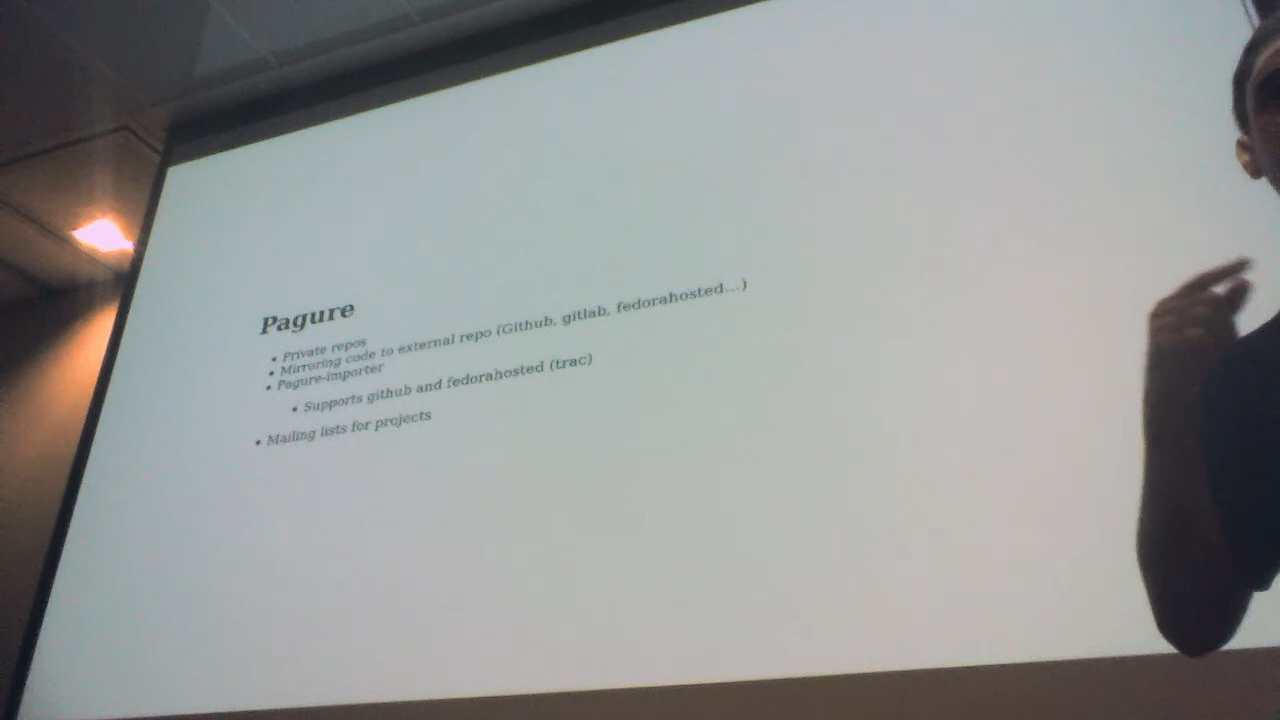 Pagure
• Private repos
• Mirroring code to external repo (Github, gitlab, fedorahosted...)
• Pagure-importer
• Supports github and fedorahosted (trac)
• Mailing lists for projects